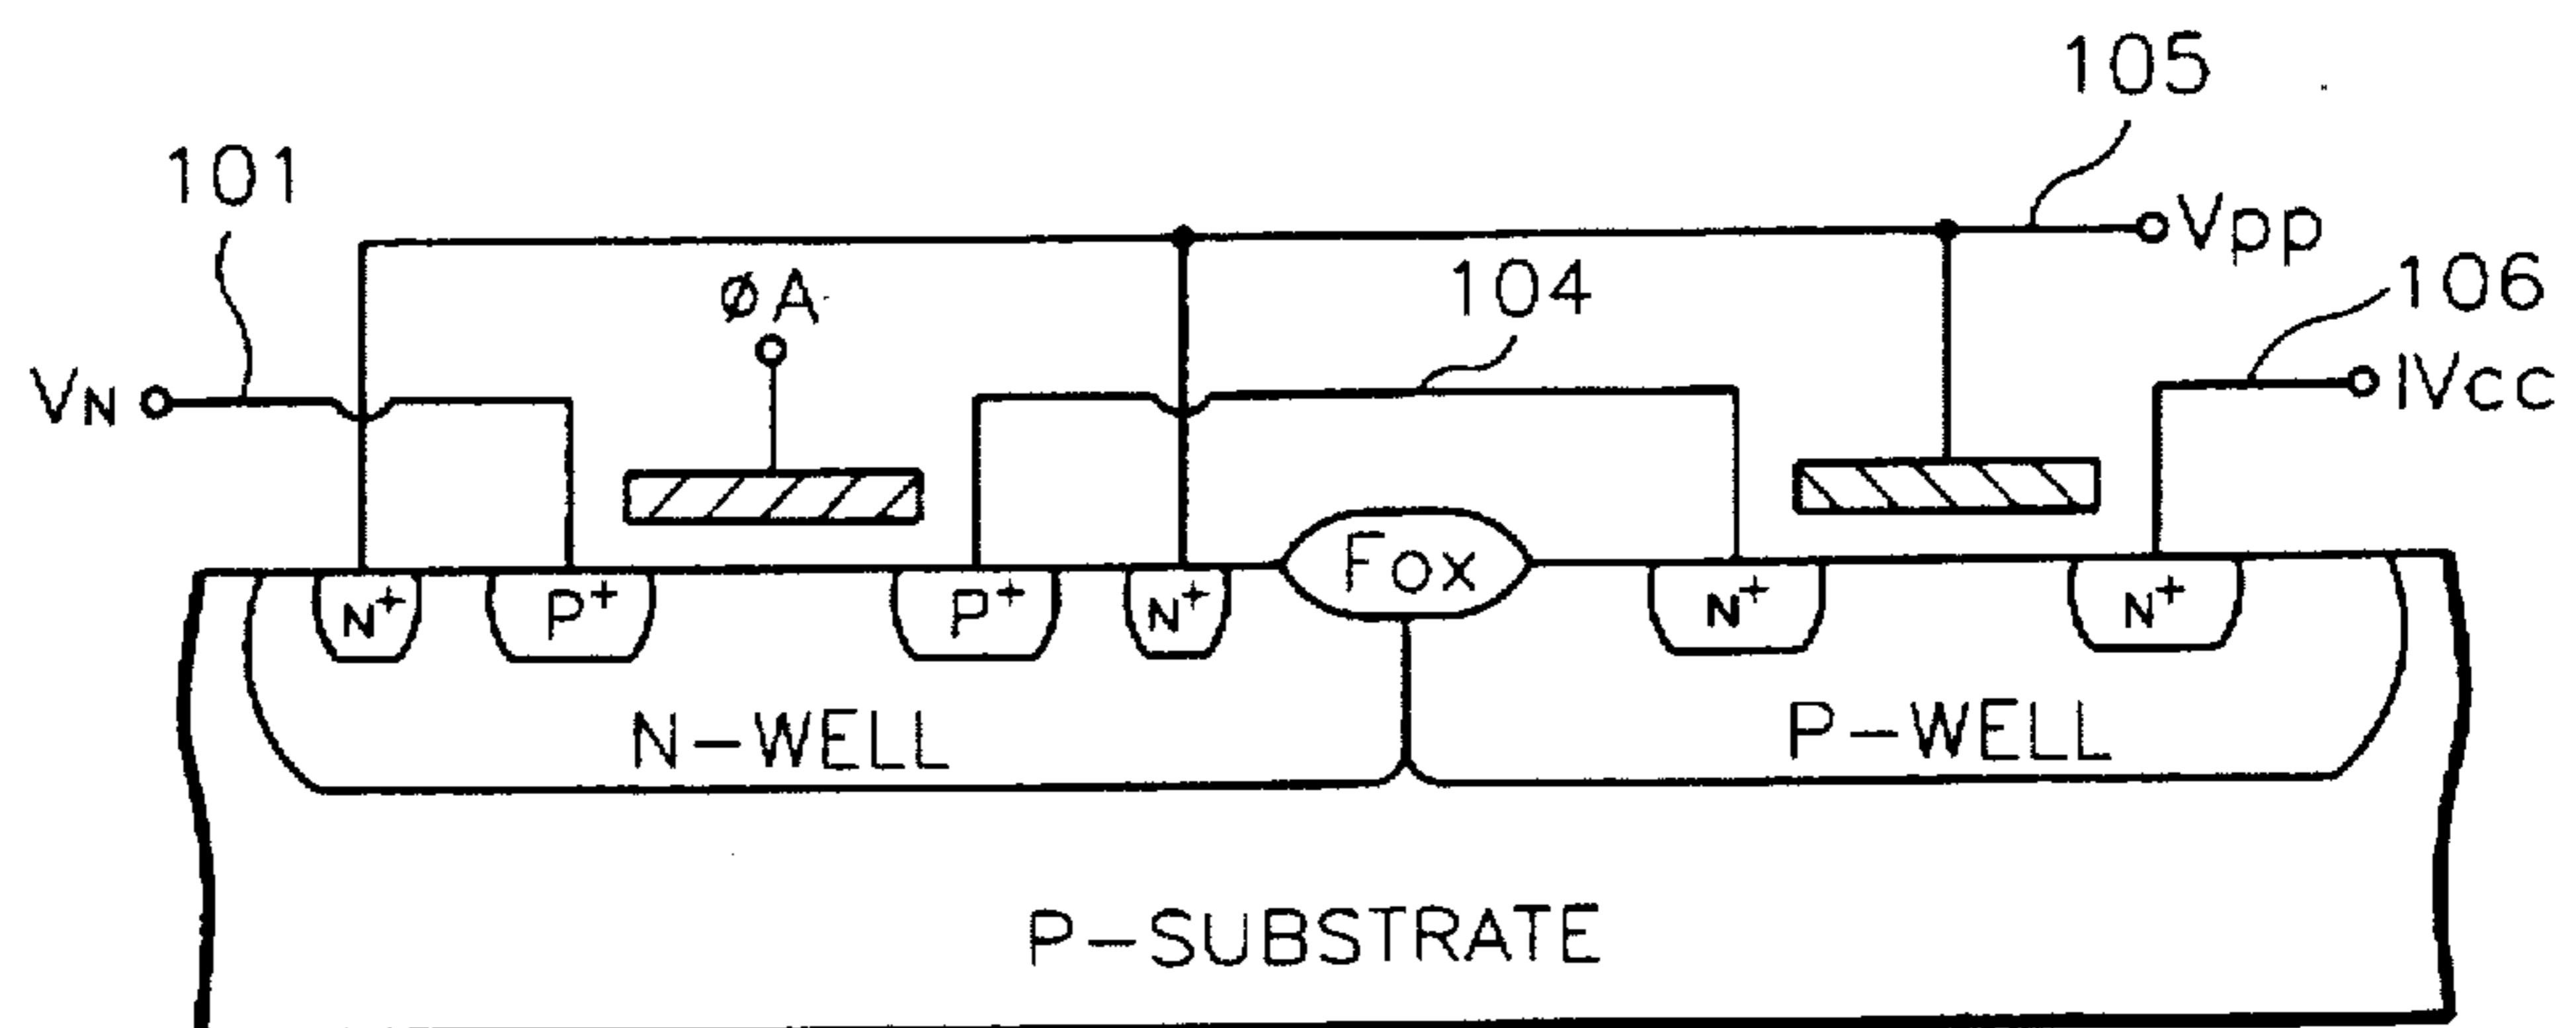 105
101
Vpp
øA
104
106
VN
IVcc
Fox
N+
P+
P+
N+
N+
N+
N-WELL
P-WELL
P-SUBSTRATE